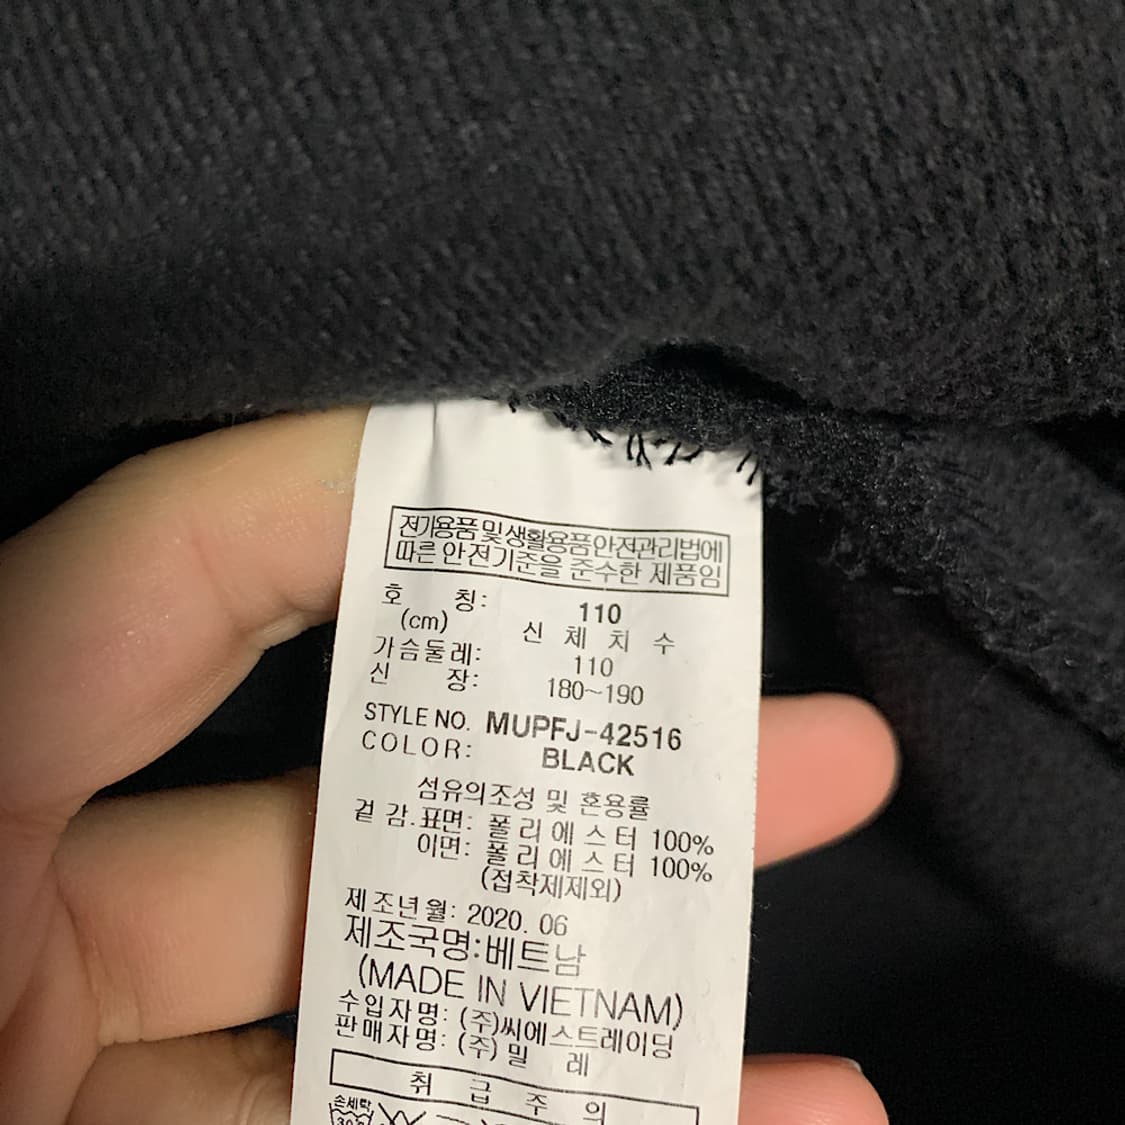 전기용품 및 생활용품 안전관리법에
따른 안전기준을 준수한 제품임
호 칭: 110
(cm) 신 체 치 수
가슴둘레: 110
신 장: 180~190
STYLE NO. MUPFJ-42516
COLOR: BLACK
섬유의조성 및 혼용률
겉 감.표면: 폴리에스터 100%
이면: 폴리에스터 100%
(접착제제외)
제조년월: 2020. 06
제조국명:베트남
(MADE IN VIETNAM)
수입자명: (주)씨에스트레이딩
판매자명: (주) 밀 레
취 급 주 의
손세탁